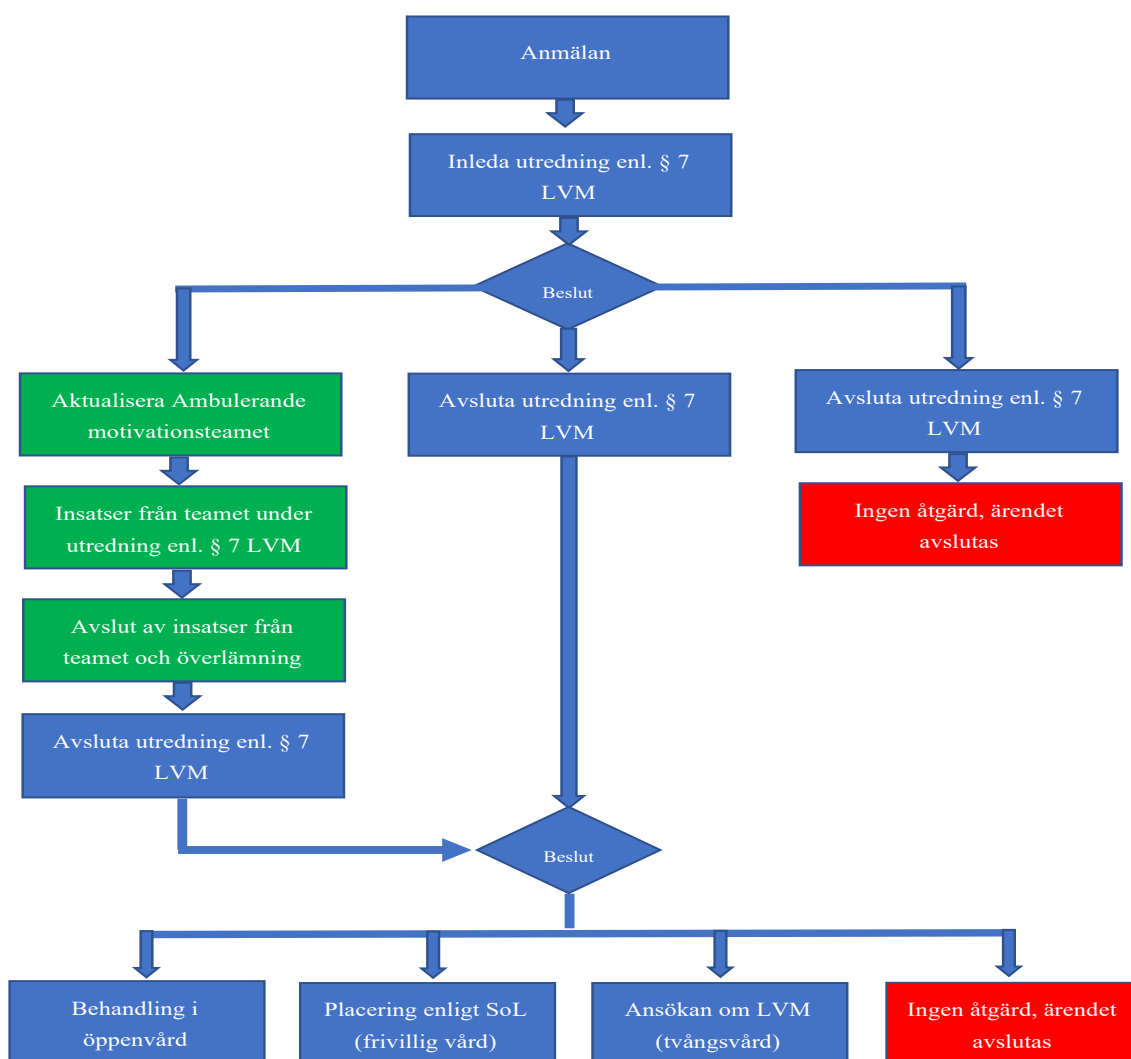 Anmälan
Inleda utredning enl. § 7
LVM
Beslut
Aktualisera Ambulerande
motivationsteamet
Avsluta utredning enl. § 7
LVM
Avsluta utredning enl. § 7
LVM
Insatser från teamet under
utredning enl. § 7 LVM
Ingen åtgärd, ärendet
avslutas
Avslut av insatser från
teamet och överlämning
Avsluta utredning enl. § 7
LVM
Beslut
Behandling i
öppenvård
Placering enligt SoL
(frivillig vård)
Ansökan om LVM
(tvångsvård)
Ingen åtgärd, ärendet
avslutas